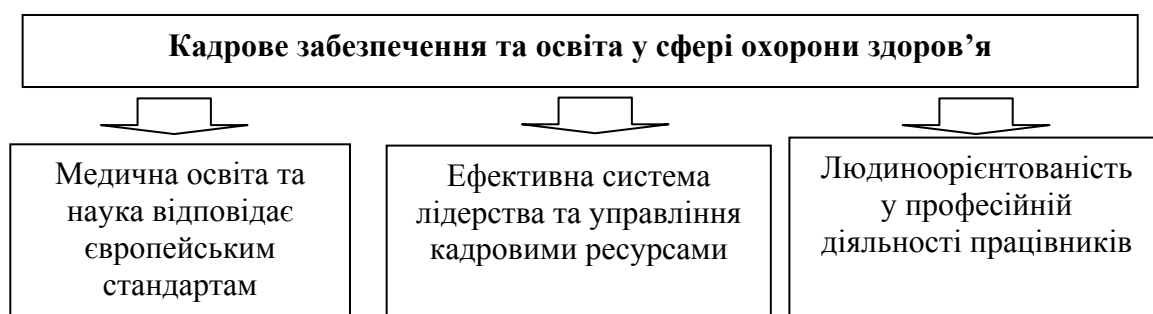 Кадрове забезпечення та освіта у сфері охорони здоров’я
Медична освіта та
наука відповідає
європейським
стандартам
Ефективна система
лідерства та управління
кадровими ресурсами
Людиноорієнтованість
у професійній
діяльності працівників